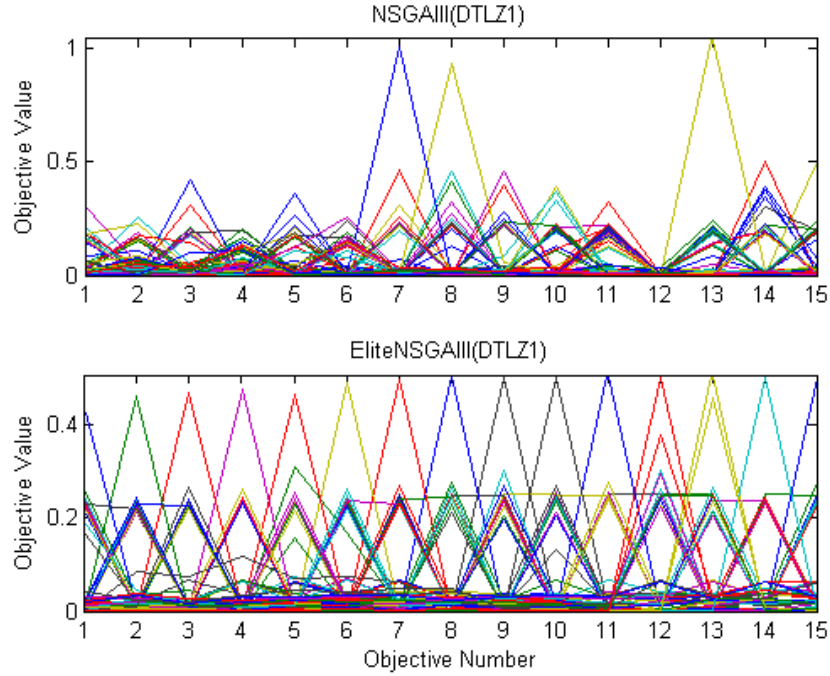 NSGAIII(DTLZ1)
1
0.5
0
Objective Value
1 2 3 4 5 6 7 8 9 10 11 12 13 14 15
EliteNSGAIII(DTLZ1)
0.4
0.2
0
Objective Value
1 2 3 4 5 6 7 8 9 10 11 12 13 14 15
Objective Number